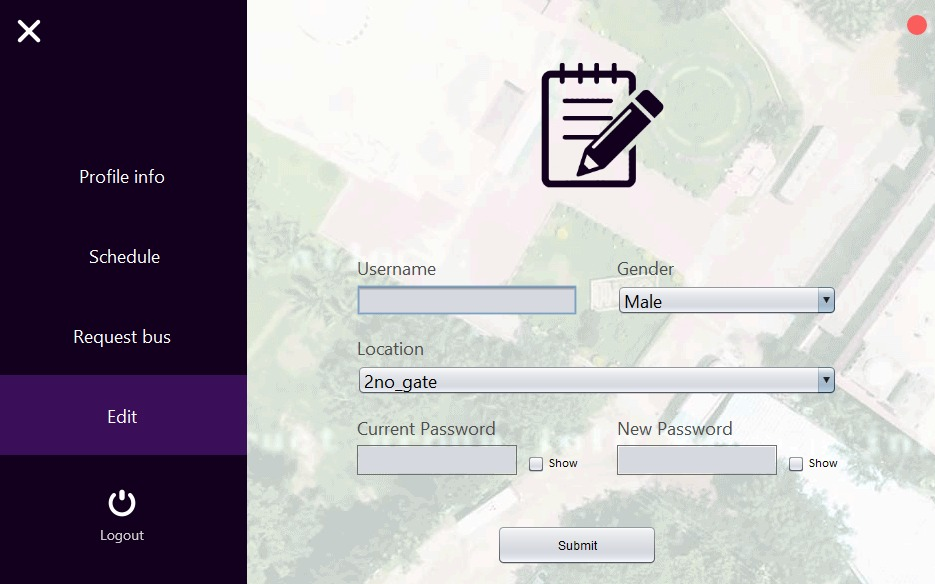 Profile info
Schedule
Request bus
Edit
Logout
Username
Gender
Male
Location
2no_gate
Current Password
New Password
Show
Show
Submit